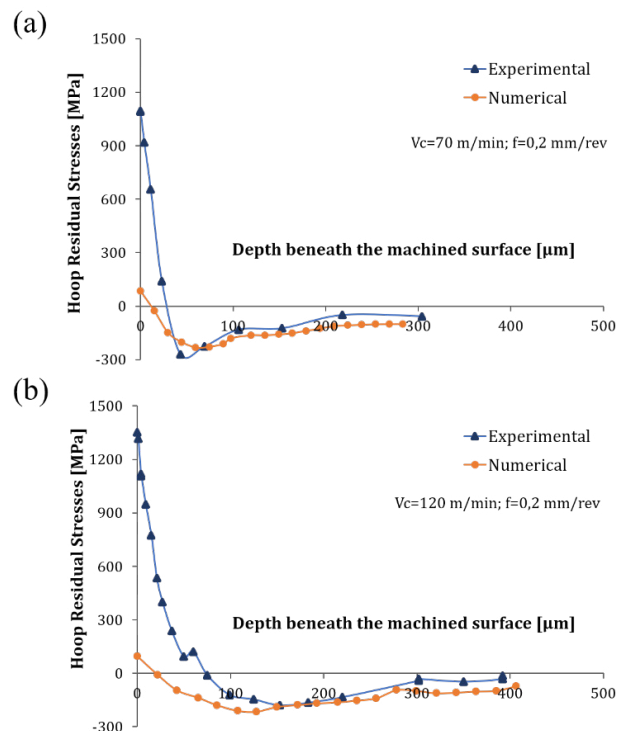 (a)
1500
1200
900
600
300
0
-300
Hoop Residual Stresses [MPa]
Experimental
Numerical
Vc=70 m/min; f=0,2 mm/rev
Depth beneath the machined surface [µm]
0
100
200
300
400
500
(b)
1500
1200
900
600
300
0
-300
Hoop Residual Stresses [MPa]
Experimental
Numerical
Vc=120 m/min; f=0,2 mm/rev
Depth beneath the machined surface [µm]
0
100
200
300
400
500